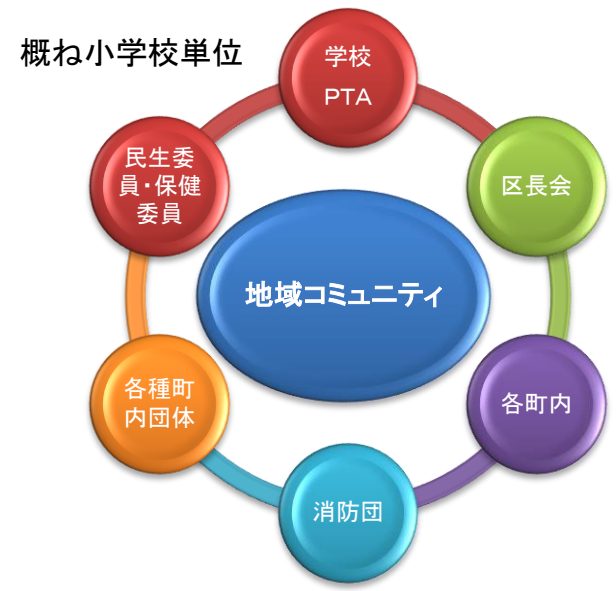 概ね小学校単位
学校
PTA
区長会
各町内
消防団
各種町
内団体
民生委
員・保健
委員
地域コミュニティ